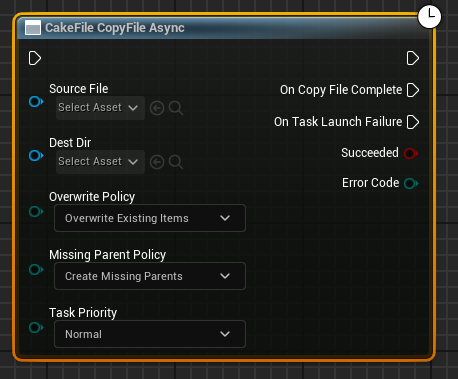 CakeFile CopyFile Async
Source File
Select Asset
On Copy File Complete
On Task Launch Failure
Dest Dir
Select Asset
Succeeded
Error Code
Overwrite Policy
Overwrite Existing Items
Missing Parent Policy
Create Missing Parents
Task Priority
Normal